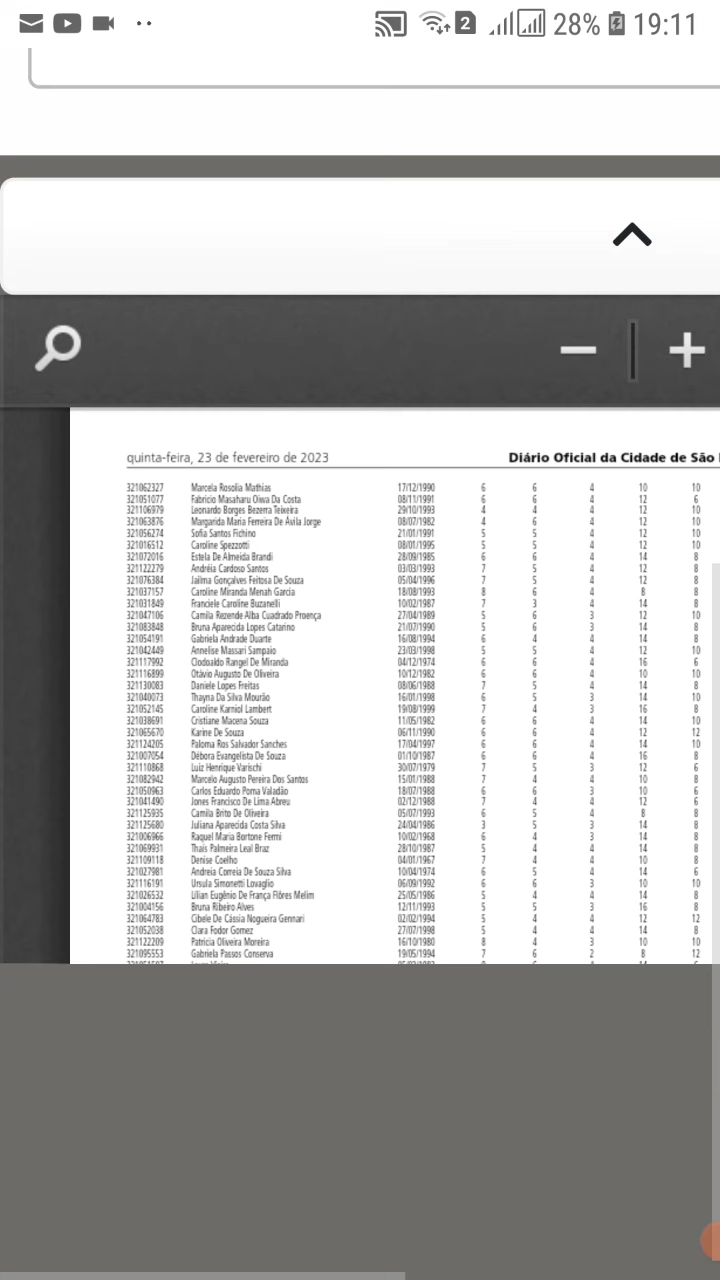 2 28% 19:11
quinta-feira, 23 de fevereiro de 2023 Diário Oficial da Cidade de São
321062327 Marcela Rosolia Mathias 17/12/1990 6 6 4 10 10
321051077 Fabricio Masaharu Oiwa Da Costa 08/11/1991 6 6 4 12 6
321106979 Leonardo Borges Bezerra Teixeira 29/10/1993 4 4 4 12 10
321063876 Margarida Maria Ferreira De Ávila Jorge 08/07/1982 4 6 4 12 10
321056274 Sofia Santos Fichino 21/01/1991 5 5 4 12 10
321016512 Caroline Spezzotti 08/01/1995 5 5 4 12 10
321072016 Estela De Almeida Brandi 28/09/1985 6 6 4 14 8
321122279 Andréia Cardoso Santos 03/03/1993 7 5 4 12 8
321076384 Jailma Gonçalves Feitosa De Souza 05/04/1996 7 5 4 12 8
321037157 Caroline Miranda Menah Garcia 18/08/1993 8 6 4 8 8
321031849 Franciele Caroline Buzanelli 10/02/1987 7 3 4 14 8
321047106 Camila Rezende Alba Cuadrado Proença 27/04/1989 5 6 3 12 10
321083848 Bruna Aparecida Lopes Catarino 21/07/1990 5 6 3 14 8
321054191 Gabriela Andrade Duarte 16/08/1994 6 4 4 14 8
321042449 Annelise Massari Sampaio 23/03/1998 5 5 4 12 10
321117992 Clodoaldo Rangel De Miranda 04/12/1974 6 6 4 16 6
321116899 Otávio Augusto De Oliveira 10/12/1982 6 6 4 10 10
321130083 Daniele Lopes Freitas 08/06/1988 7 5 4 14 8
321040073 Thayna Da Silva Mourão 16/01/1998 6 5 3 14 10
321052145 Caroline Karniol Lambert 19/08/1999 7 4 3 16 8
321038691 Cristiane Macena Souza 11/05/1982 6 6 4 14 10
321065670 Karine De Souza 06/11/1990 6 6 4 12 12
321124205 Paloma Ros Salvador Sanches 17/04/1997 6 6 4 14 10
321007054 Débora Evangelista De Souza 01/10/1987 6 6 4 16 8
321110868 Luiz Henrique Varischi 30/07/1979 7 5 3 12 6
321082942 Marcelo Augusto Pereira Dos Santos 15/01/1988 7 4 4 10 8
321050963 Carlos Eduardo Poma Valadão 18/07/1988 6 6 3 10 6
321041490 Jones Francisco De Lima Abreu 02/12/1988 7 4 4 12 6
321125935 Camila Brito De Oliveira 05/07/1993 6 5 4 8 8
321125680 Juliana Aparecida Costa Silva 24/04/1986 3 5 3 14 8
321006966 Raquel Maria Bortone Fermi 10/02/1968 6 4 3 14 8
321069931 Thais Palmeira Leal Braz 28/10/1987 5 4 4 14 8
321109118 Denise Coelho 04/01/1967 7 4 4 10 8
321027981 Andreia Correia De Souza Silva 10/04/1974 6 5 4 14 6
321116191 Ursula Simonetti Lovaglio 06/09/1992 6 6 3 10 10
321026532 Lilian Eugênio De França Flôres Melim 25/05/1986 5 4 4 14 8
321004156 Bruna Ribeiro Alves 12/11/1993 5 5 3 16 8
321064783 Cibele De Cássia Nogueira Gennari 02/02/1994 5 4 4 12 12
321052038 Clara Fodor Gomez 27/07/1998 5 4 4 14 8
321122209 Patricia Oliveira Moreira 16/10/1980 8 4 3 10 10
321095553 Gabriela Passos Conserva 19/05/1994 7 6 2 8 12